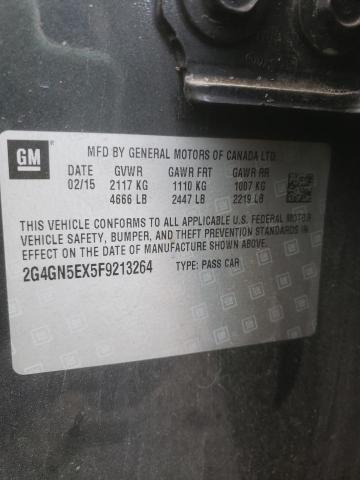 GM
MFD BY GENERAL MOTORS OF CANADA LTD.
DATE GVWR GAWR FRT GAWR RR
02/15 2117 KG 1110 KG 1007 KG
4666 LB 2447 LB 2219 LB
THIS VEHICLE CONFORMS TO ALL APPLICABLE U.S. FEDERAL MOTOR
VEHICLE SAFETY, BUMPER, AND THEFT PREVENTION STANDARDS IN
EFFECT ON THE DATE OF MANUFACTURE SHOWN ABOVE.
2G4GN5EX5F9213264 TYPE: PASS CAR